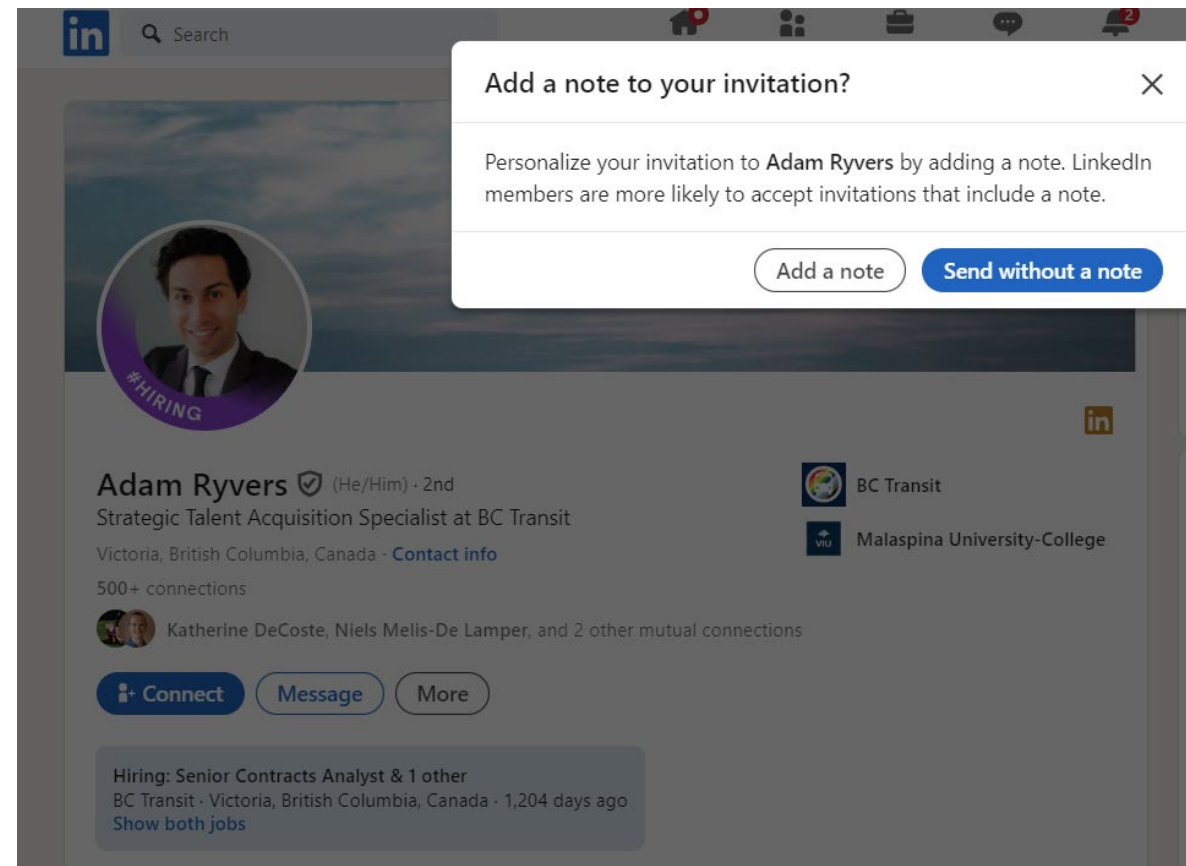 in
Search
2
Add a note to your invitation?
Personalize your invitation to Adam Ryvers by adding a note. LinkedIn
members are more likely to accept invitations that include a note.
Add a note
Send without a note
#HIRING
in
Adam Ryvers (He/Him) · 2nd
Strategic Talent Acquisition Specialist at BC Transit
Victoria, British Columbia, Canada · Contact info
500+ connections
Katherine DeCoste, Niels Melis-De Lamper, and 2 other mutual connections
BC Transit
VIU
Malaspina University-College
Connect
Message
More
Hiring: Senior Contracts Analyst & 1 other
BC Transit · Victoria, British Columbia, Canada · 1,204 days ago
Show both jobs